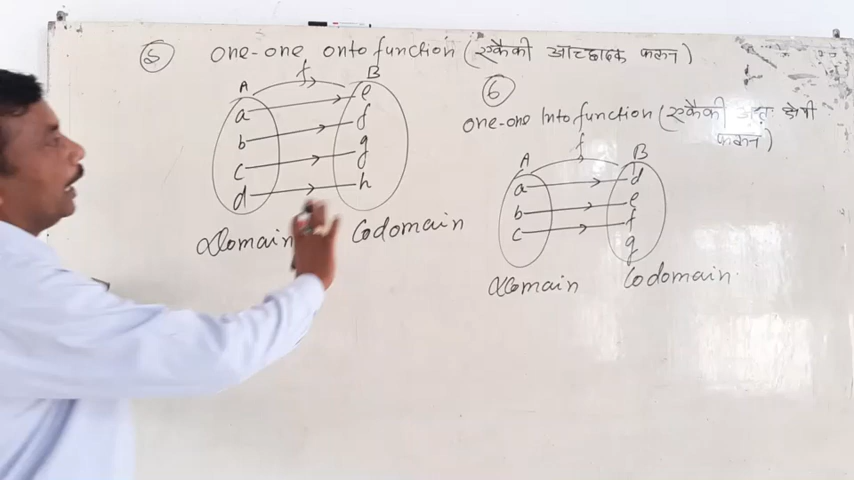 5 one-one onto function (एकैकी आच्छादक फलन)
f
A B
a e
b f
c g
d h
Domain Codomain
6
one-one Into function (एकैकी अन्तः क्षेपी
फलन)
f
A B
a d
b e
c f
g
Domain Codomain